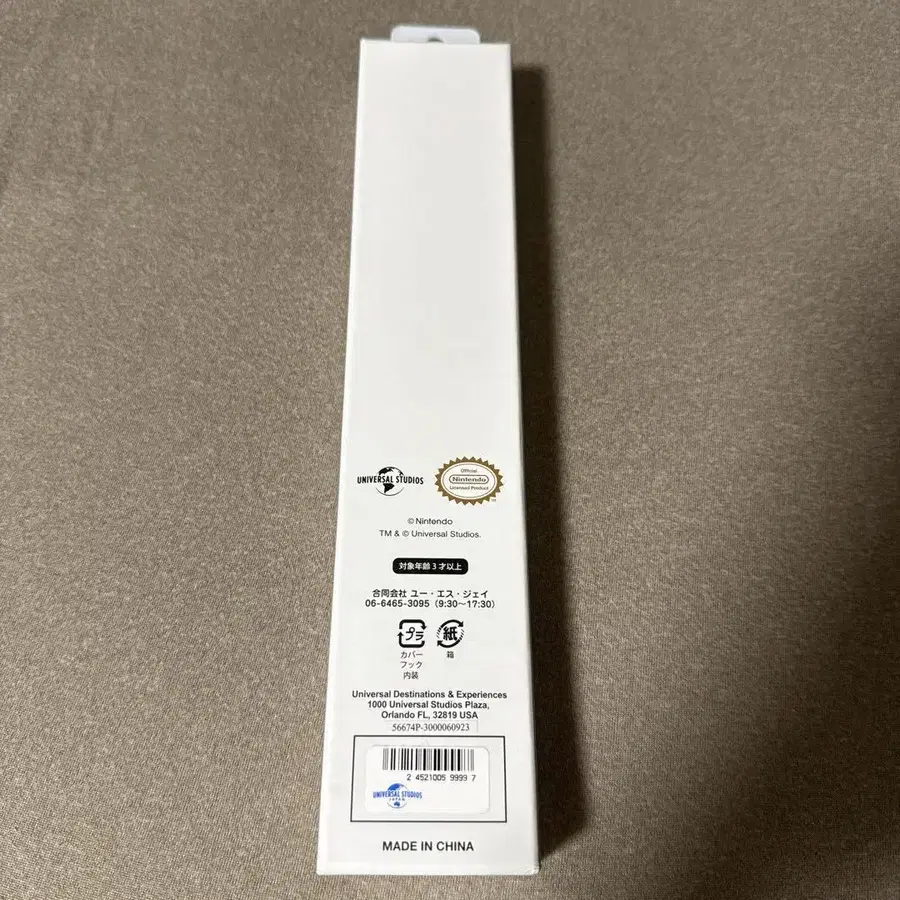 UNIVERSAL STUDIOS
Official
Nintendo
Licensed Product
TM
©Nintendo
TM & © Universal Studios.
対象年齢3才以上
合同会社 ユー・エス・ジェイ
06-6465-3095（9:30〜17:30）
プラ
紙
カバー
フック
内装
箱
Universal Destinations & Experiences
1000 Universal Studios Plaza,
Orlando FL, 32819 USA
56674P-3000060923
2 4521005 9999 7
UNIVERSAL STUDIOS
JAPAN
MADE IN CHINA